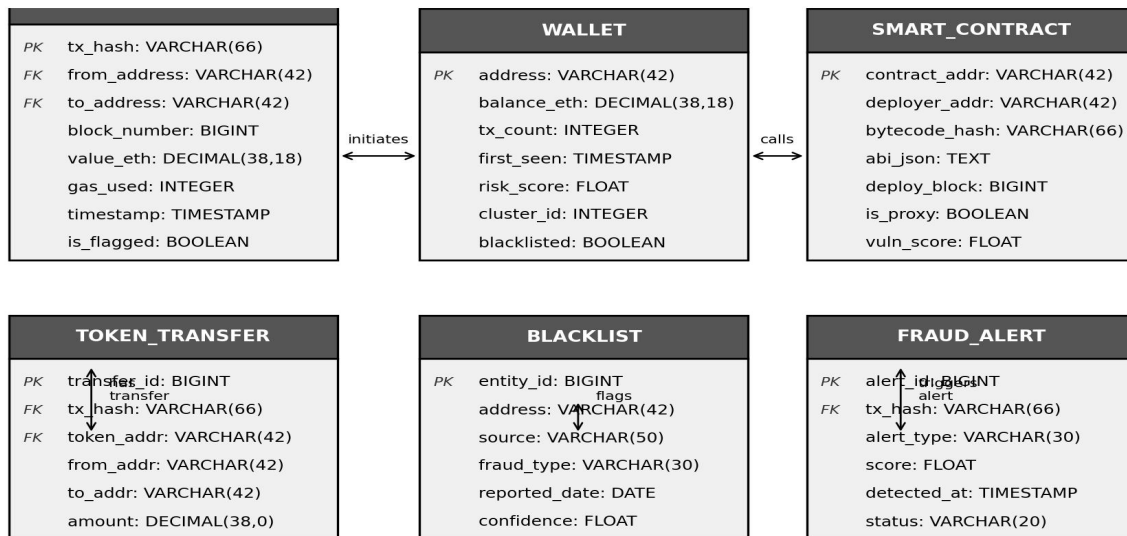 PK tx_hash: VARCHAR(66)
FK from_address: VARCHAR(42)
FK to_address: VARCHAR(42)
block_number: BIGINT
value_eth: DECIMAL(38,18)
gas_used: INTEGER
timestamp: TIMESTAMP
is_flagged: BOOLEAN
initiates
WALLET
PK address: VARCHAR(42)
balance_eth: DECIMAL(38,18)
tx_count: INTEGER
first_seen: TIMESTAMP
risk_score: FLOAT
cluster_id: INTEGER
blacklisted: BOOLEAN
calls
SMART_CONTRACT
PK contract_addr: VARCHAR(42)
deployer_addr: VARCHAR(42)
bytecode_hash: VARCHAR(66)
abi_json: TEXT
deploy_block: BIGINT
is_proxy: BOOLEAN
vuln_score: FLOAT
TOKEN_TRANSFER
PK transfer_id: BIGINT
has
transfer
FK tx_hash: VARCHAR(66)
FK token_addr: VARCHAR(42)
from_addr: VARCHAR(42)
to_addr: VARCHAR(42)
amount: DECIMAL(38,0)
BLACKLIST
PK entity_id: BIGINT
flags
address: VARCHAR(42)
source: VARCHAR(50)
fraud_type: VARCHAR(30)
reported_date: DATE
confidence: FLOAT
FRAUD_ALERT
PK alert_id: BIGINT
triggers
alert
FK tx_hash: VARCHAR(66)
alert_type: VARCHAR(30)
score: FLOAT
detected_at: TIMESTAMP
status: VARCHAR(20)